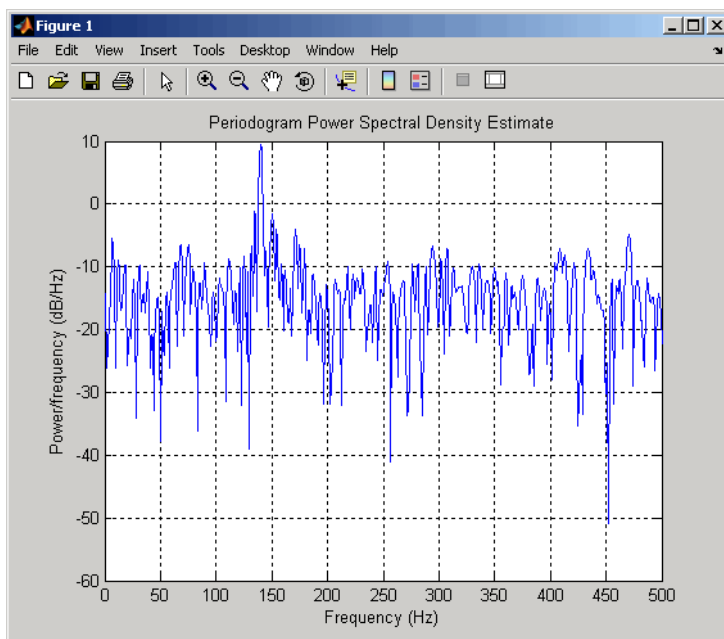 Figure 1
File Edit View Insert Tools Desktop Window Help
Periodogram Power Spectral Density Estimate
10
0
-10
-20
-30
-40
-50
-60
Power/frequency (dB/Hz)
0 50 100 150 200 250 300 350 400 450 500
Frequency (Hz)